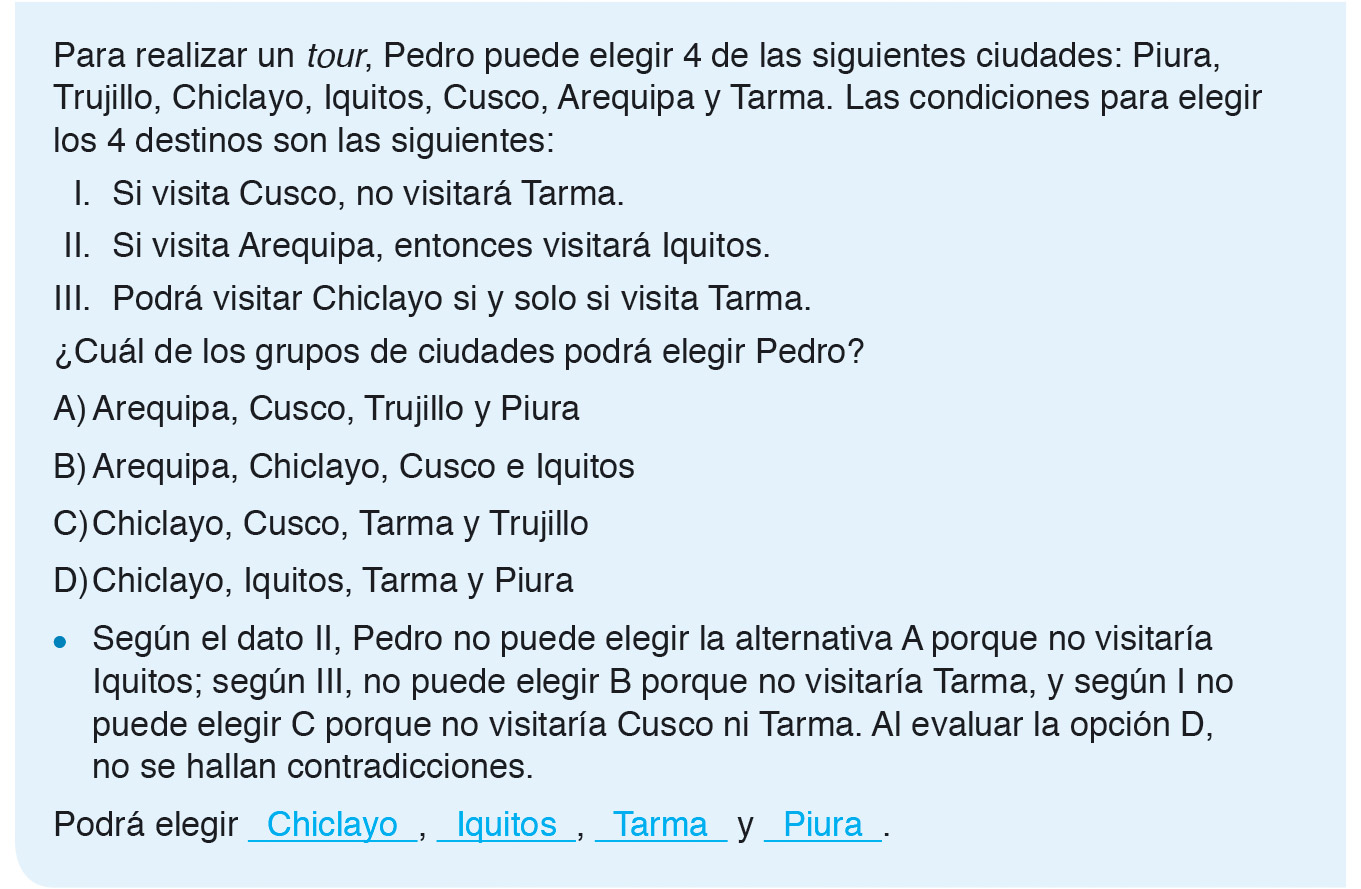 Para realizar un tour, Pedro puede elegir 4 de las siguientes ciudades: Piura,
Trujillo, Chiclayo, Iquitos, Cusco, Arequipa y Tarma. Las condiciones para elegir
los 4 destinos son las siguientes:
I. Si visita Cusco, no visitará Tarma.
II. Si visita Arequipa, entonces visitará Iquitos.
III. Podrá visitar Chiclayo si y solo si visita Tarma.
¿Cuál de los grupos de ciudades podrá elegir Pedro?
A) Arequipa, Cusco, Trujillo y Piura
B) Arequipa, Chiclayo, Cusco e Iquitos
C) Chiclayo, Cusco, Tarma y Trujillo
D) Chiclayo, Iquitos, Tarma y Piura
• Según el dato II, Pedro no puede elegir la alternativa A porque no visitaría
Iquitos; según III, no puede elegir B porque no visitaría Tarma, y según I no
puede elegir C porque no visitaría Cusco ni Tarma. Al evaluar la opción D,
no se hallan contradicciones.
Podrá elegir Chiclayo, Iquitos, Tarma y Piura.